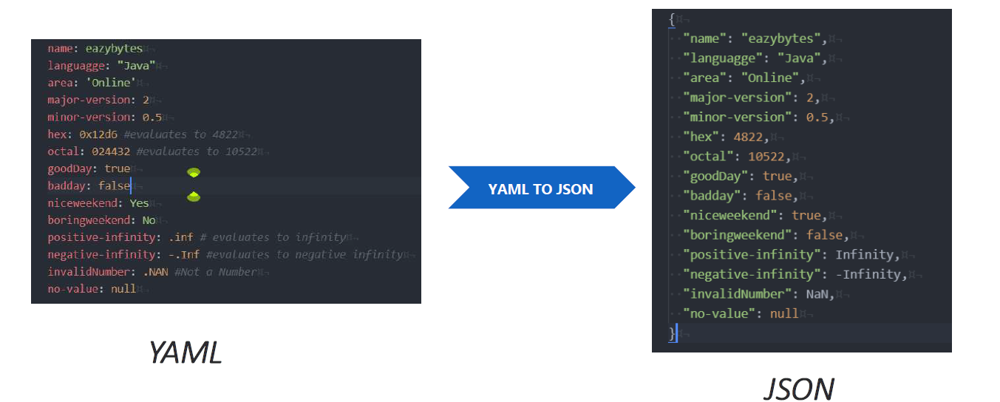 name: eazybytes
languagge: "Java"
area: 'Online'
major-version: 2
minor-version: 0.5
hex: 0x12d6 #evaluates to 4822
octal: 024432 #evaluates to 10522
goodDay: true
badday: false
niceweekend: Yes
boringweekend: No
positive-infinity: .inf # evaluates to infinity
negative-infinity: -.Inf #evaluates to negative infinity
invalidNumber: .NAN #Not a Number
no-value: null
YAML
YAML TO JSON
{
"name": "eazybytes",
"languagge": "Java",
"area": "Online",
"major-version": 2,
"minor-version": 0.5,
"hex": 4822,
"octal": 10522,
"goodDay": true,
"badday": false,
"niceweekend": true,
"boringweekend": false,
"positive-infinity": Infinity,
"negative-infinity": -Infinity,
"invalidNumber": NaN,
"no-value": null
}
JSON